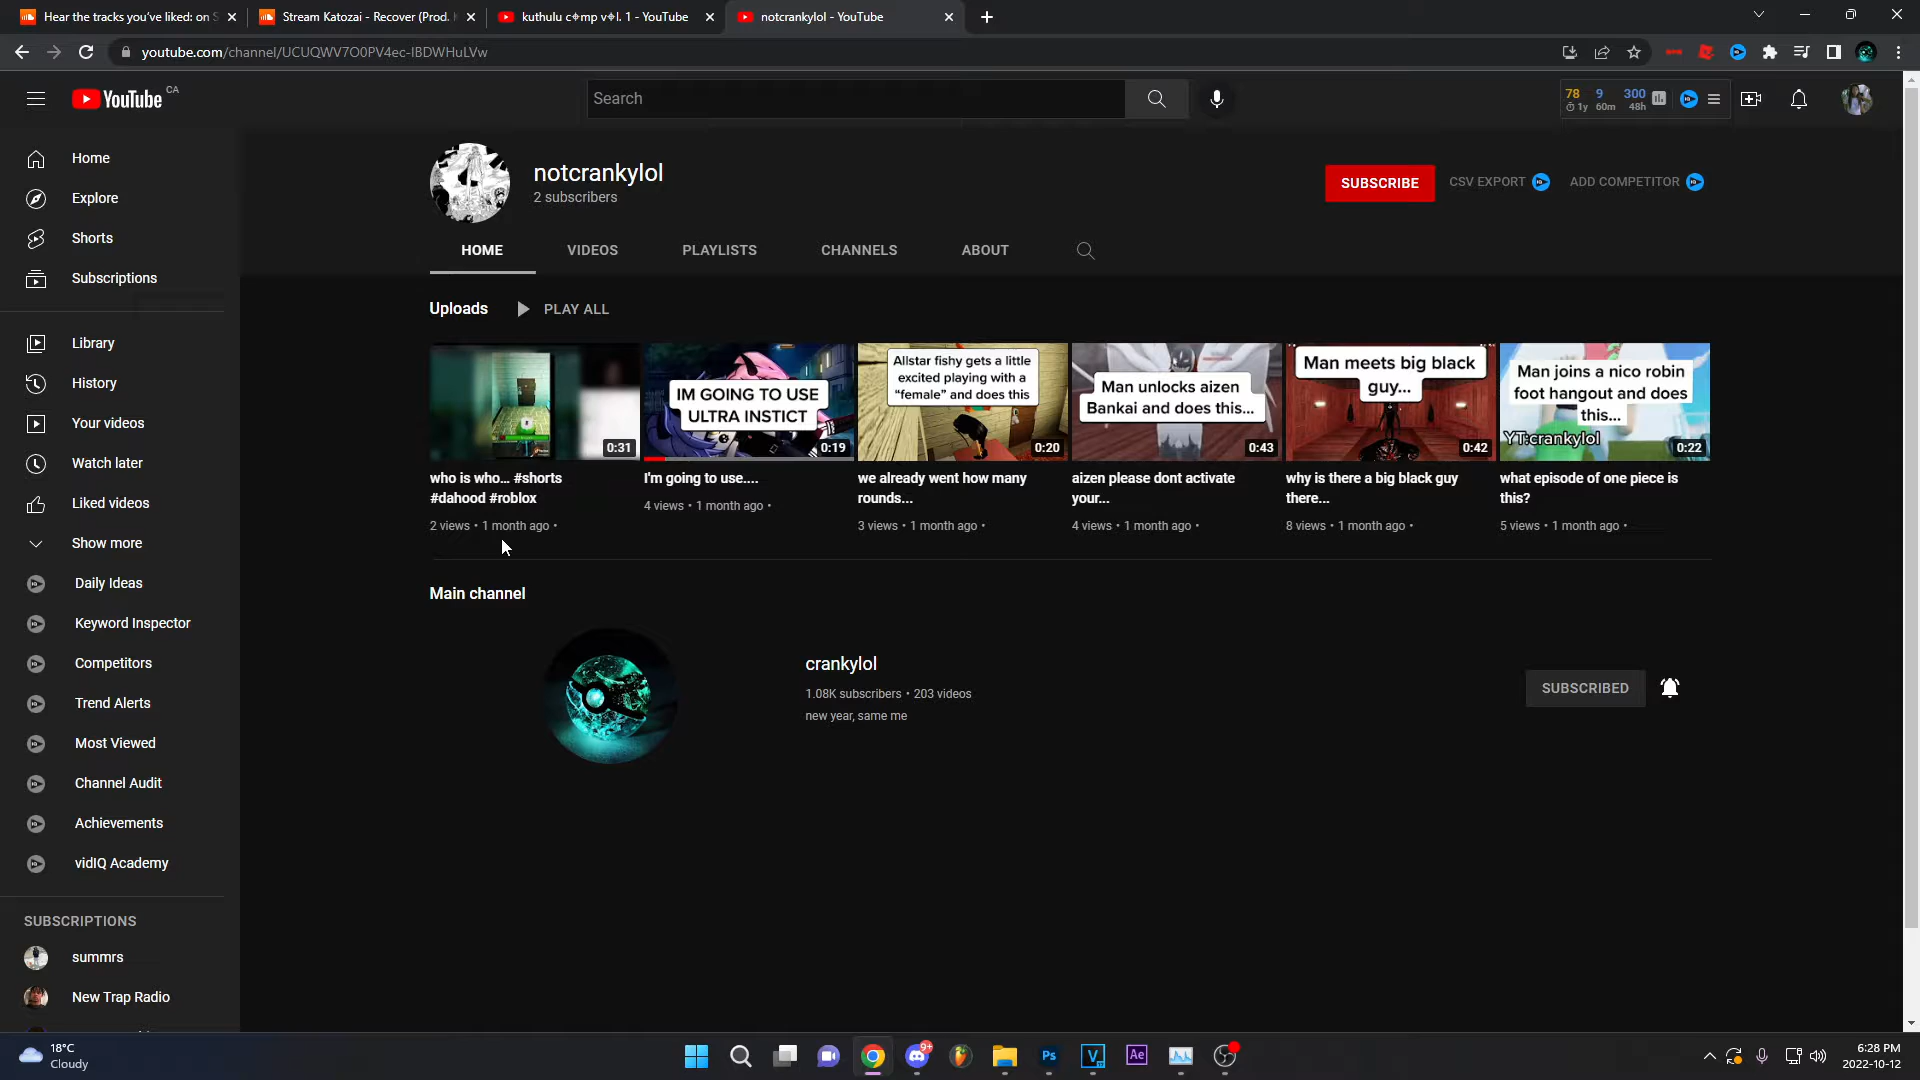 Hear the tracks you've liked: on S
Stream Katozai - Recover (Prod.
kuthulu c⌖mp v⌖l. 1 - YouTube
notcrankylol - YouTube
youtube.com/channel/UCUQWV7O0PV4ec-IBDWHuLVw
YouTube CA
Search
78 9 300
1y 60m 48h
Home
Explore
Shorts
Subscriptions
Library
History
Your videos
Watch later
Liked videos
Show more
Daily Ideas
Keyword Inspector
Competitors
Trend Alerts
Most Viewed
Channel Audit
Achievements
vidIQ Academy
SUBSCRIPTIONS
summrs
New Trap Radio
notcrankylol
2 subscribers
SUBSCRIBE
CSV EXPORT
ADD COMPETITOR
HOME
VIDEOS
PLAYLISTS
CHANNELS
ABOUT
Uploads
PLAY ALL
0:31
who is who... #shorts
#dahood #roblox
2 views • 1 month ago •
IM GOING TO USE
ULTRA INSTICT
0:19
I'm going to use....
4 views • 1 month ago •
Allstar fishy gets a little
excited playing with a
"female" and does this
0:20
we already went how many
rounds...
3 views • 1 month ago •
Man unlocks aizen
Bankai and does this...
0:43
aizen please dont activate
your...
4 views • 1 month ago •
Man meets big black
guy...
0:42
why is there a big black guy
there...
8 views • 1 month ago •
Man joins a nico robin
foot hangout and does
this...
YT:crankylol
0:22
what episode of one piece is
this?
5 views • 1 month ago •
Main channel
crankylol
1.08K subscribers • 203 videos
new year, same me
SUBSCRIBED
18°C
Cloudy
9+
Ps
V
Ae
6:28 PM
2022-10-12